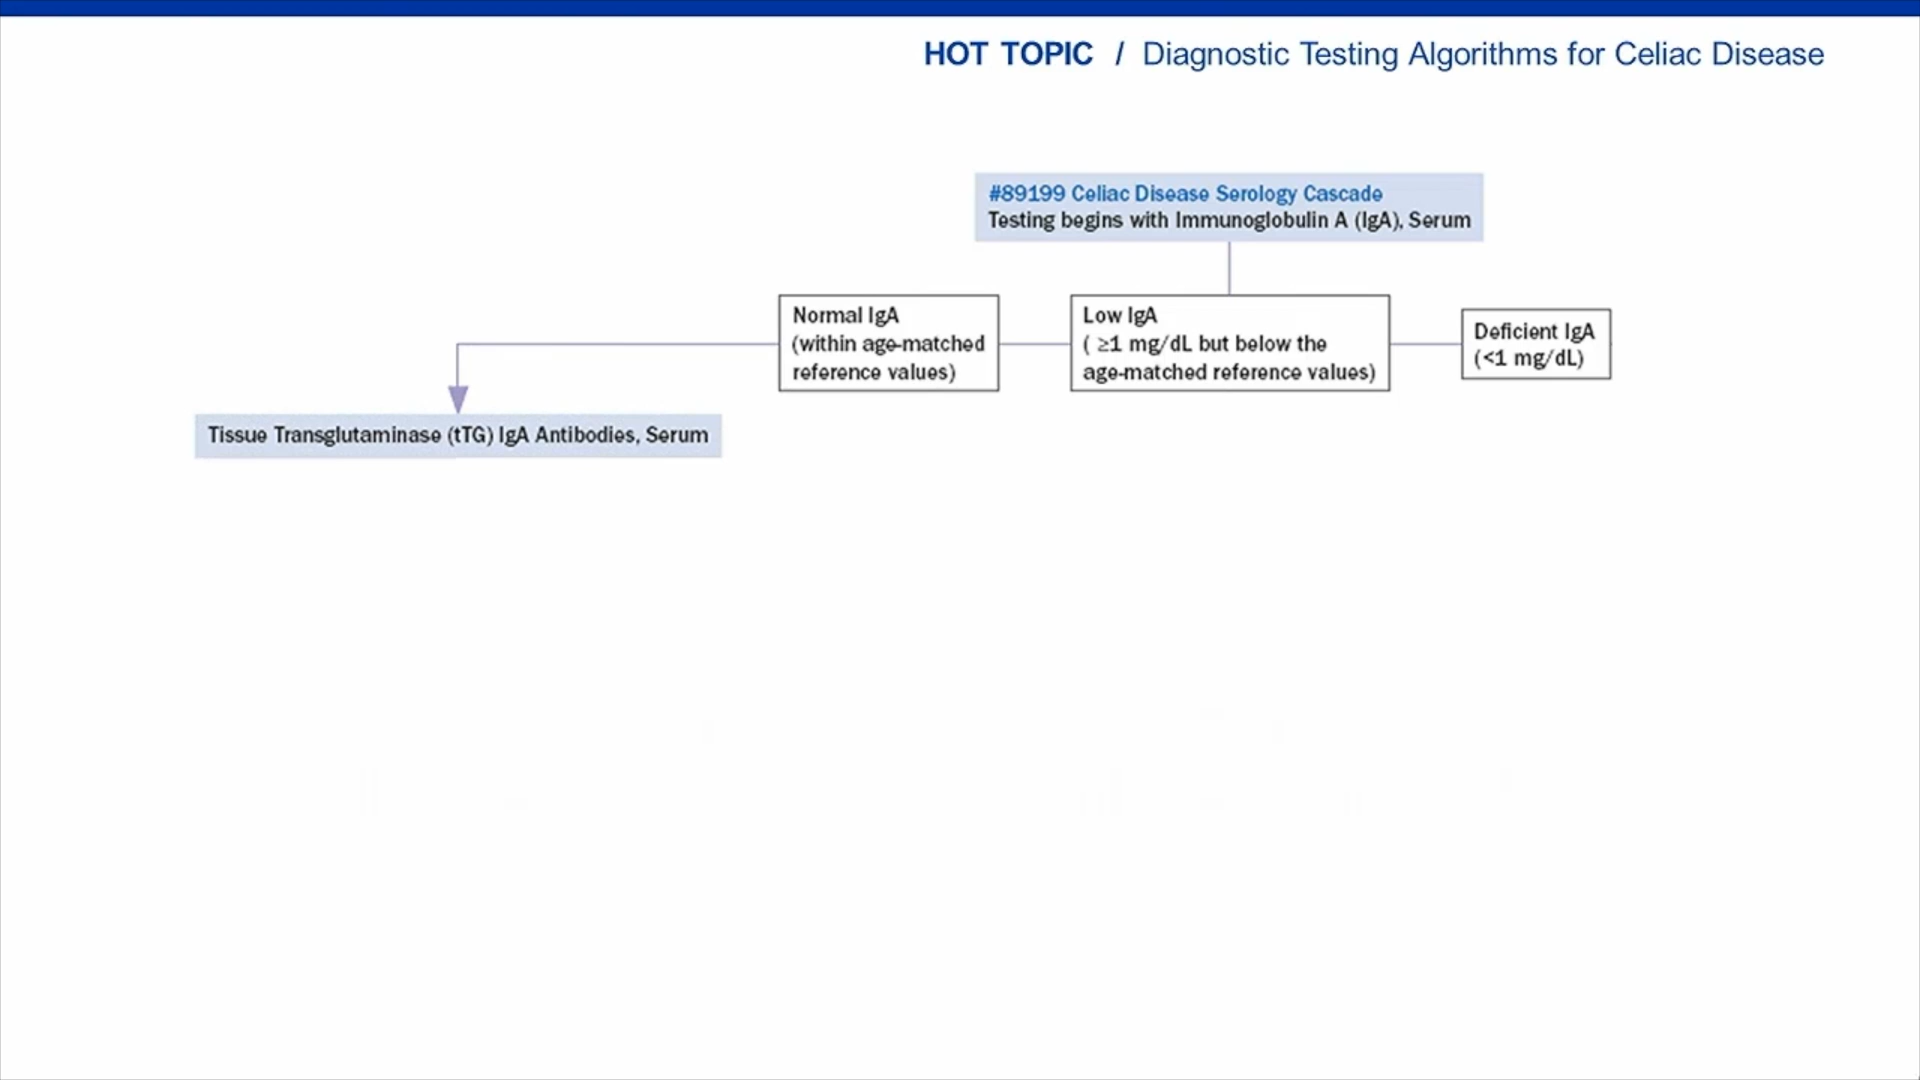 HOT TOPIC / Diagnostic Testing Algorithms for Celiac Disease
#89199 Celiac Disease Serology Cascade
Testing begins with Immunoglobulin A (IgA), Serum
Normal IgA
(within age-matched
reference values)
Low IgA
( ≥1 mg/dL but below the
age-matched reference values)
Deficient IgA
(<1 mg/dL)
Tissue Transglutaminase (tTG) IgA Antibodies, Serum